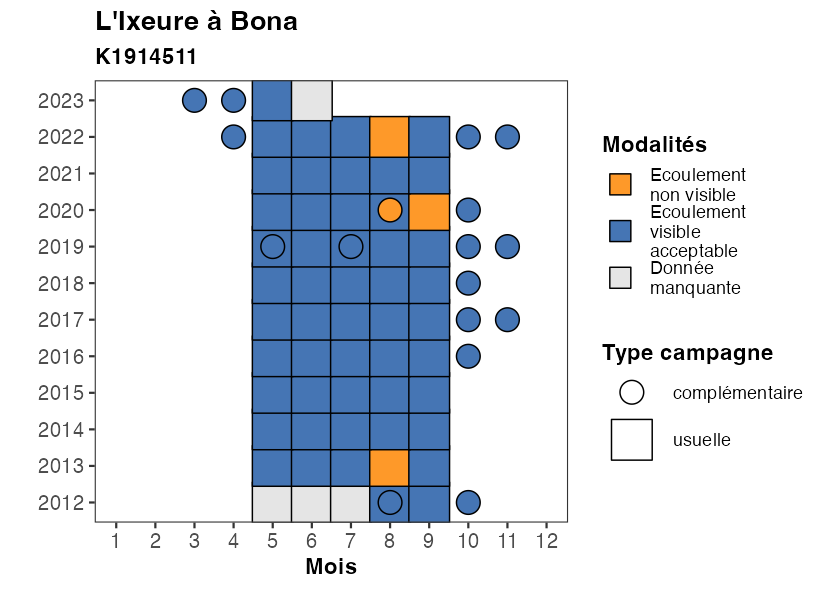 L'Ixeure à Bona
K1914511
2023
2022
2021
2020
2019
2018
2017
2016
2015
2014
2013
2012
1 2 3 4 5 6 7 8 9 10 11 12
Mois
Modalités
Ecoulement
non visible
Ecoulement
visible
acceptable
Donnée
manquante
Type campagne
complémentaire
usuelle